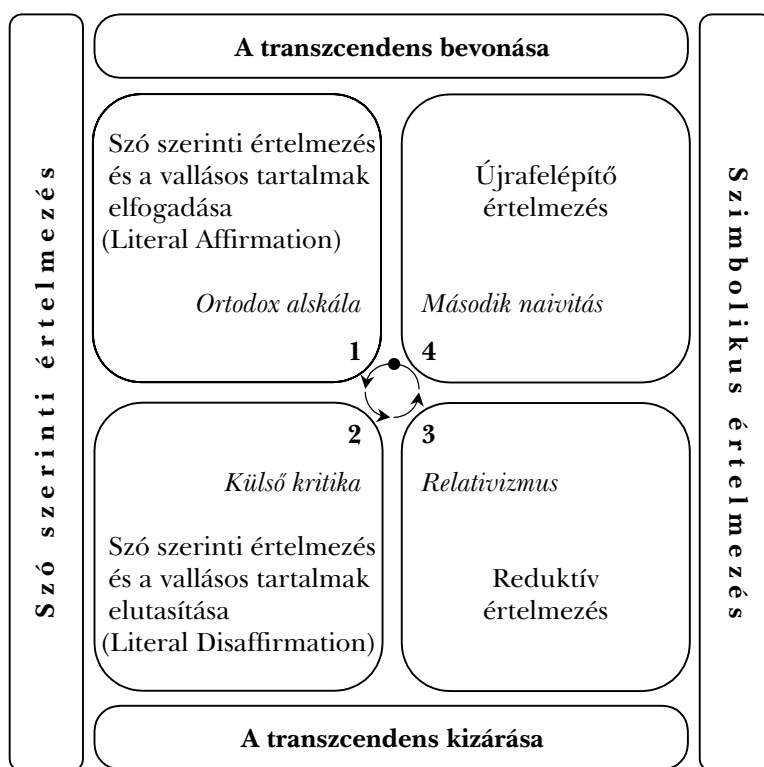 A transzcendens bevonása
Szó szerinti értelmezés
Szó szerinti értelmezés
és a vallásos tartalmak
elfogadása
(Literal Affirmation)
Ortodox alskála
1
Újrafelépítő
értelmezés
Második naivitás
4
Szimbolikus értelmezés
2
Külső kritika
Szó szerinti értelmezés
és a vallásos tartalmak
elutasítása
(Literal Disaffirmation)
3
Relativizmus
Reduktív
értelmezés
A transzcendens kizárása